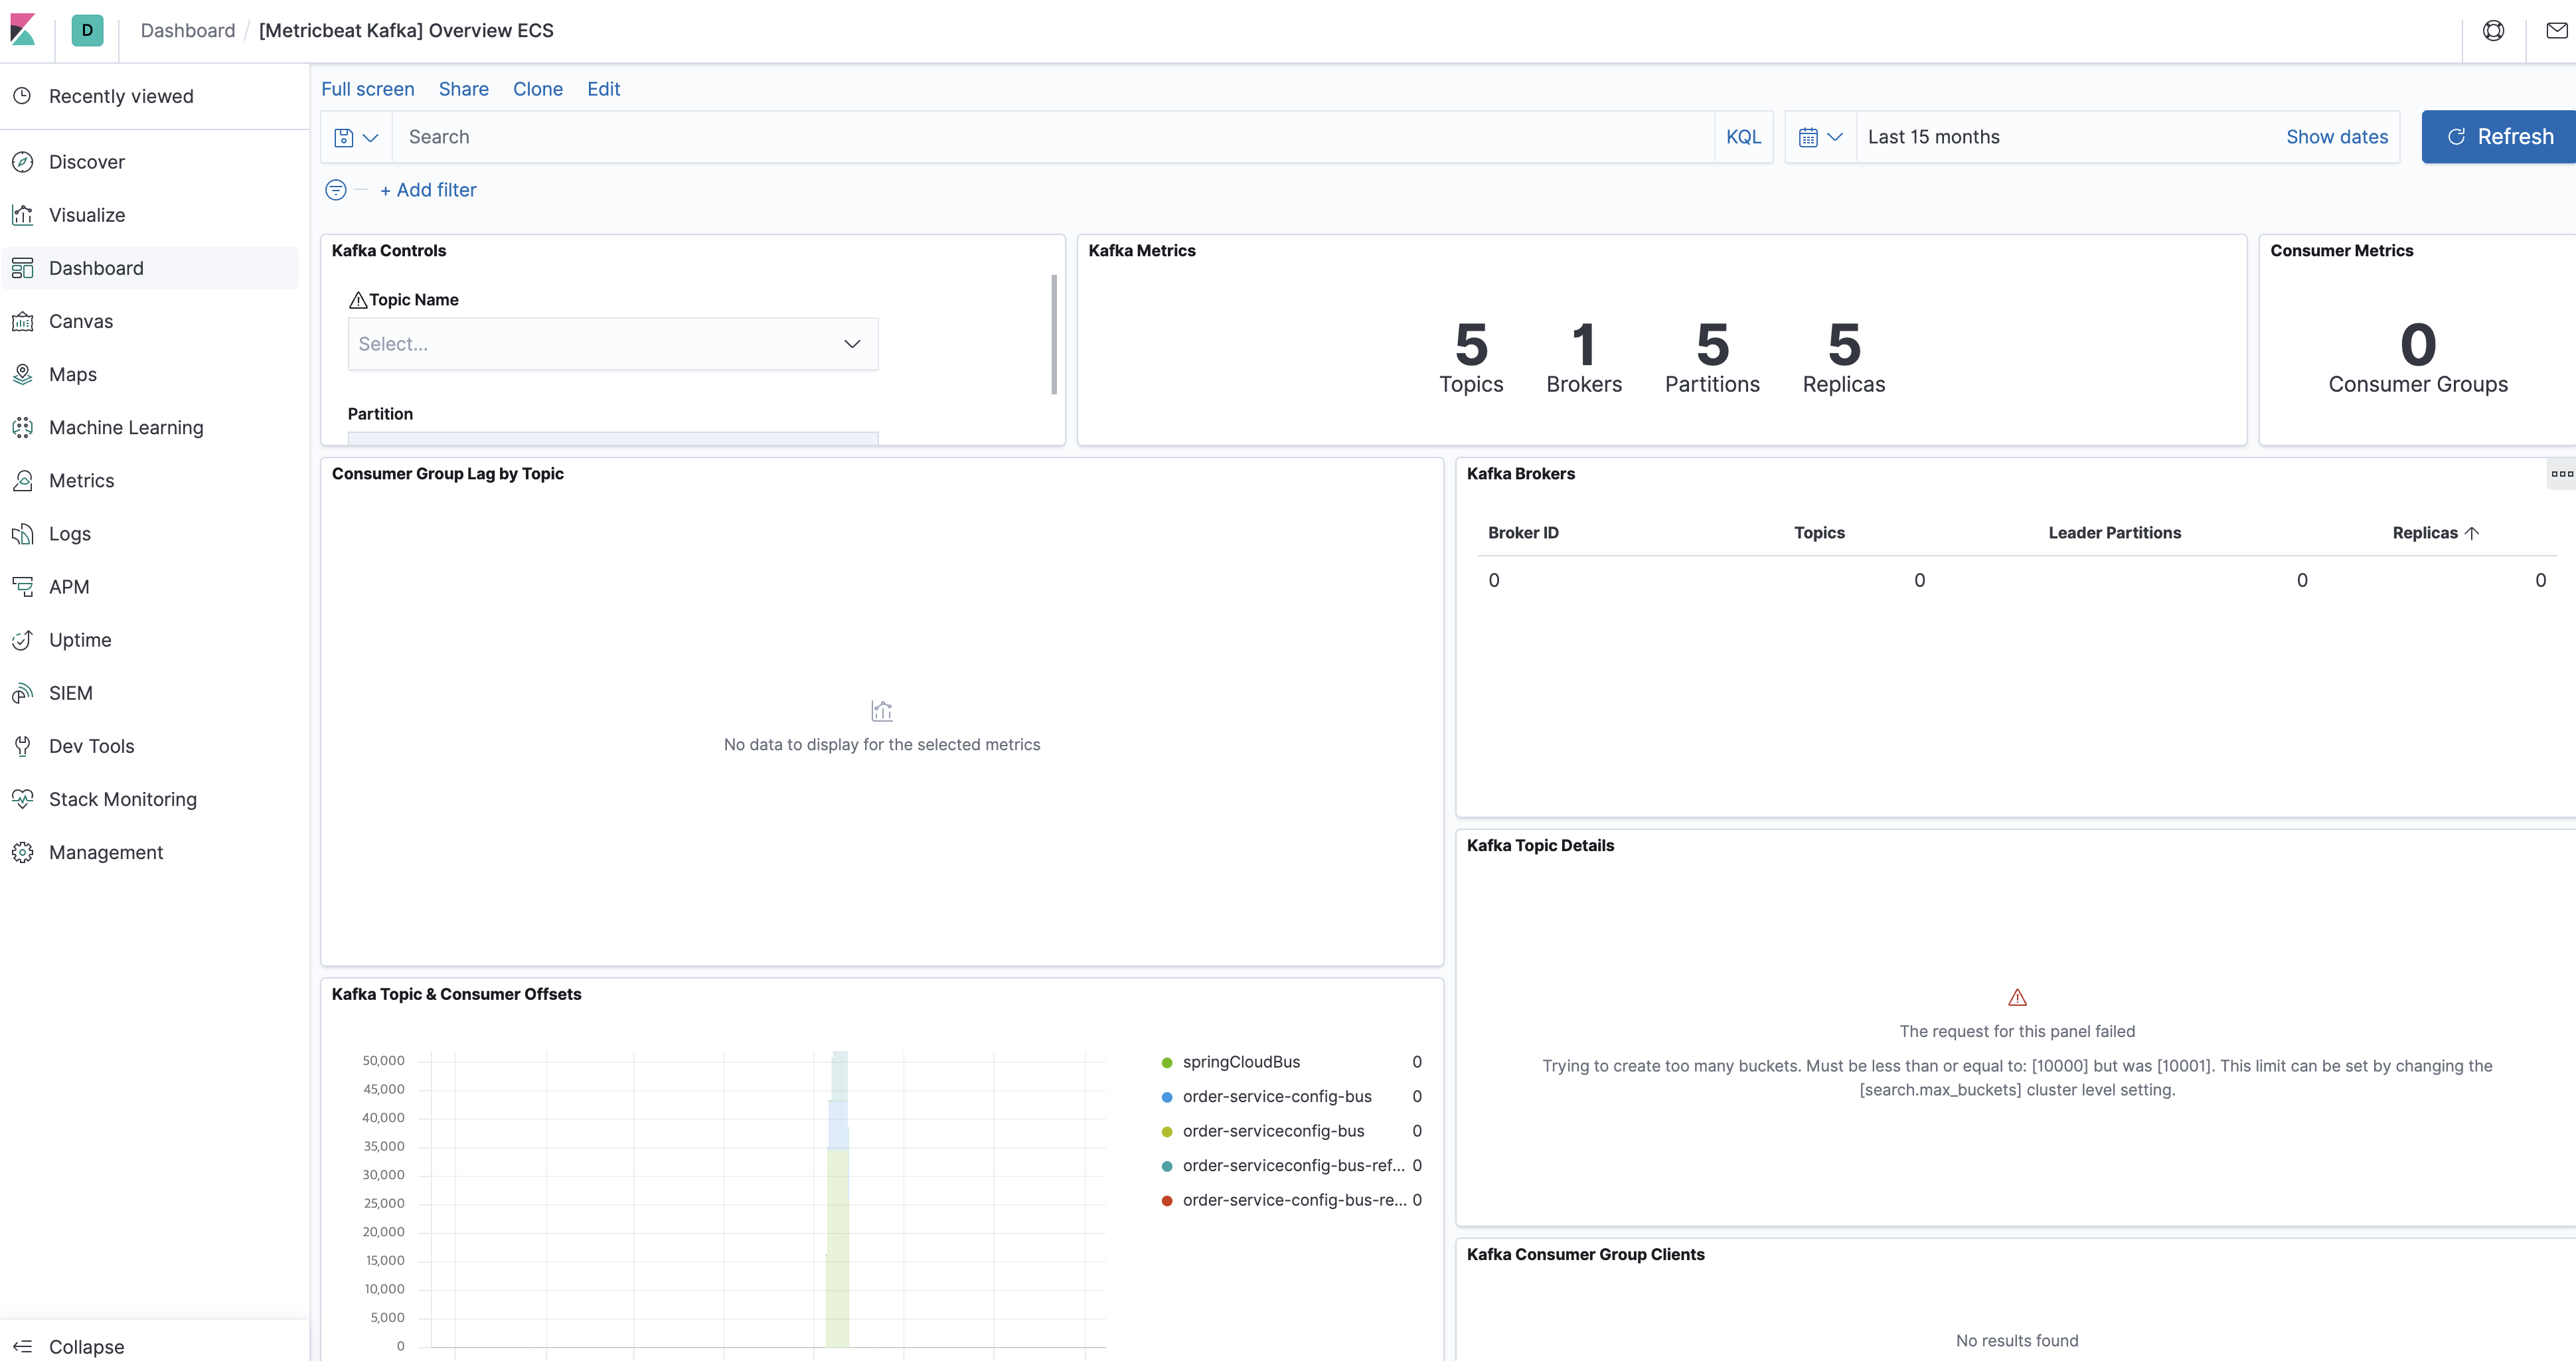 D
Dashboard / [Metricbeat Kafka] Overview ECS
Recently viewed
Discover
Visualize
Dashboard
Canvas
Maps
Machine Learning
Metrics
Logs
APM
Uptime
SIEM
Dev Tools
Stack Monitoring
Management
Collapse
Full screen Share Clone Edit
Search KQL Last 15 months Show dates Refresh
+ Add filter
Kafka Controls
Topic Name
Select...
Partition
Kafka Metrics
5 1 5 5
Topics Brokers Partitions Replicas
Consumer Metrics
0
Consumer Groups
Consumer Group Lag by Topic
No data to display for the selected metrics
Kafka Brokers
Broker ID Topics Leader Partitions Replicas
0 0 0 0
Kafka Topic Details
The request for this panel failed
Trying to create too many buckets. Must be less than or equal to: [10000] but was [10001]. This limit can be set by changing the
[search.max_buckets] cluster level setting.
Kafka Topic & Consumer Offsets
50,000
45,000
40,000
35,000
30,000
25,000
20,000
15,000
10,000
5,000
0
springCloudBus 0
order-service-config-bus 0
order-serviceconfig-bus 0
order-serviceconfig-bus-ref... 0
order-service-config-bus-re... 0
Kafka Consumer Group Clients
No results found